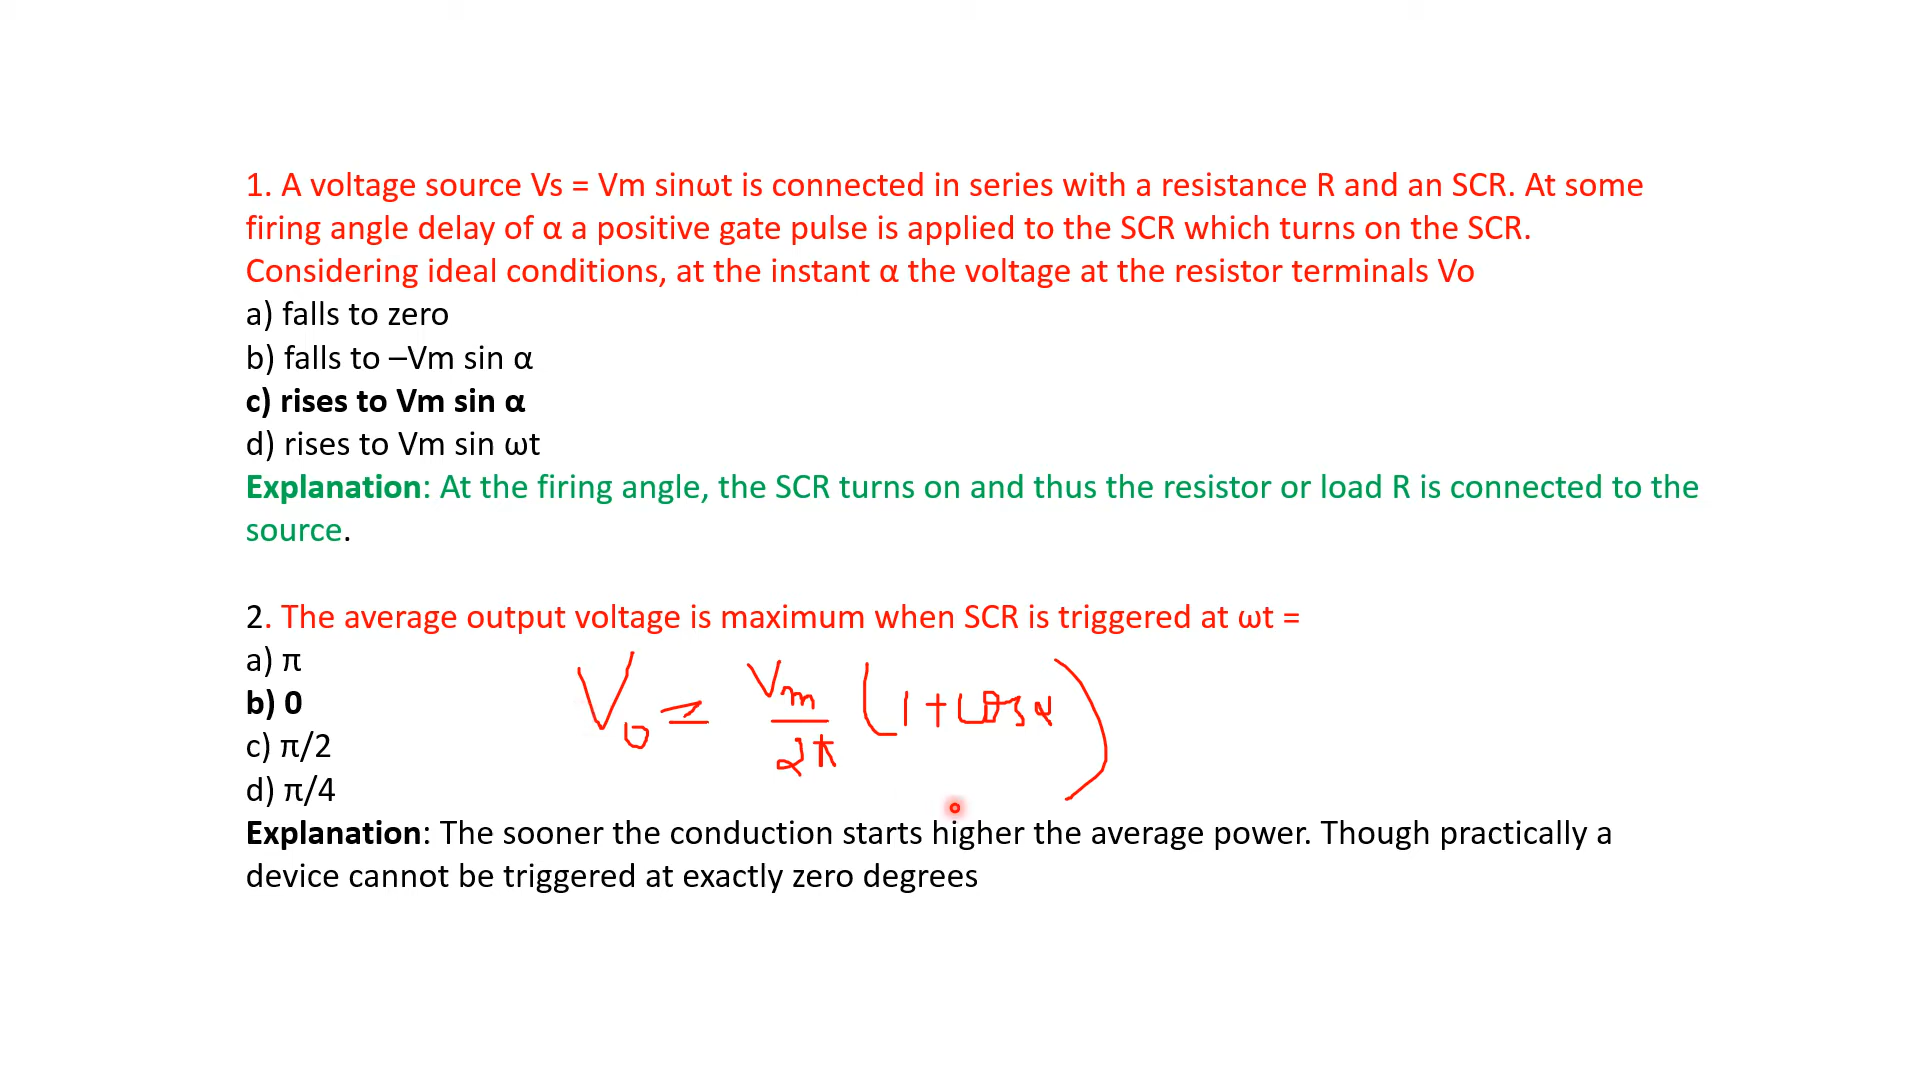 1. A voltage source Vs = Vm sinωt is connected in series with a resistance R and an SCR. At some
firing angle delay of α a positive gate pulse is applied to the SCR which turns on the SCR.
Considering ideal conditions, at the instant α the voltage at the resistor terminals Vo
a) falls to zero
b) falls to –Vm sin α
c) rises to Vm sin α
d) rises to Vm sin ωt
Explanation: At the firing angle, the SCR turns on and thus the resistor or load R is connected to the
source.
2. The average output voltage is maximum when SCR is triggered at ωt =
a) π
b) 0
c) π/2
d) π/4
V0 = Vm/2π (1+cosα)
Explanation: The sooner the conduction starts higher the average power. Though practically a
device cannot be triggered at exactly zero degrees